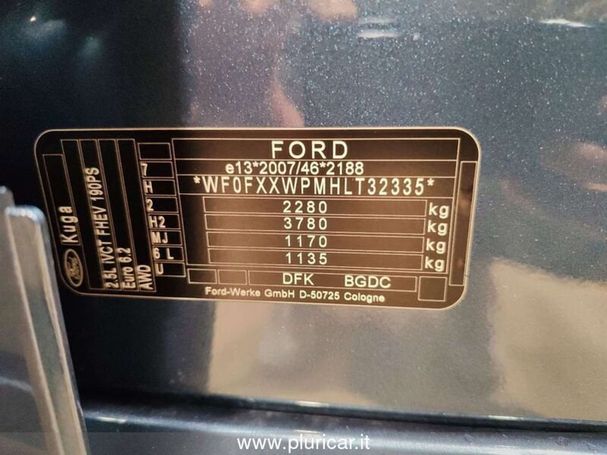 FORD
e13*2007/46*2188
*WF0FXXWPMHLT32335*
2280 kg
3780 kg
1170 kg
1135 kg
DFK BGDC
Ford-Werke GmbH D-50725 Cologne
7
H
2
H2
MJ
6 L
U
Ford
Kuga
2.5L iVCT FHEV 190PS
Euro 6.2
AWD
www.pluricar.it